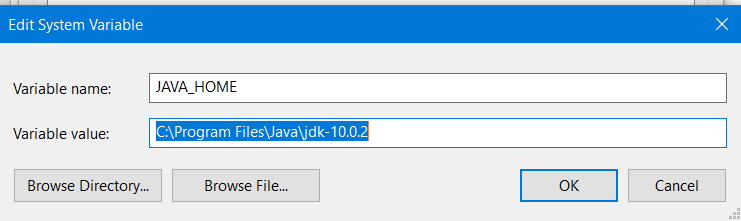 Edit System Variable
Variable name: JAVA_HOME
Variable value: C:\Program Files\Java\jdk-10.0.2
Browse Directory... Browse File... OK Cancel